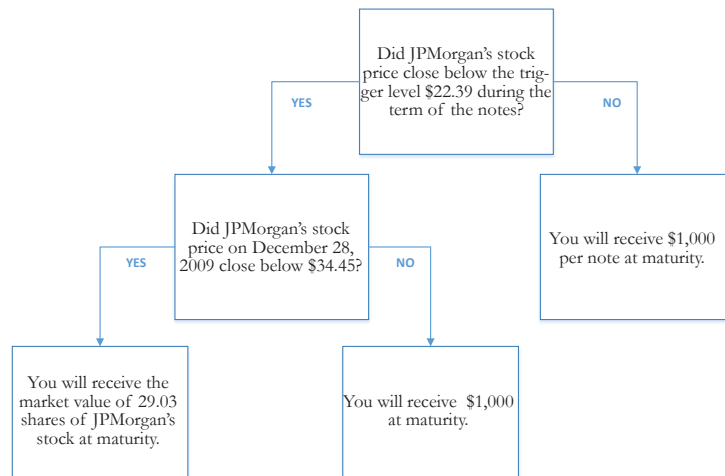 Did JPMorgan’s stock
price close below the trig-
ger level $22.39 during the
term of the notes?
YES
NO
Did JPMorgan’s stock
price on December 28,
2009 close below $34.45?
You will receive $1,000
per note at maturity.
YES
NO
You will receive the
market value of 29.03
shares of JPMorgan’s
stock at maturity.
You will receive  $1,000
at maturity.